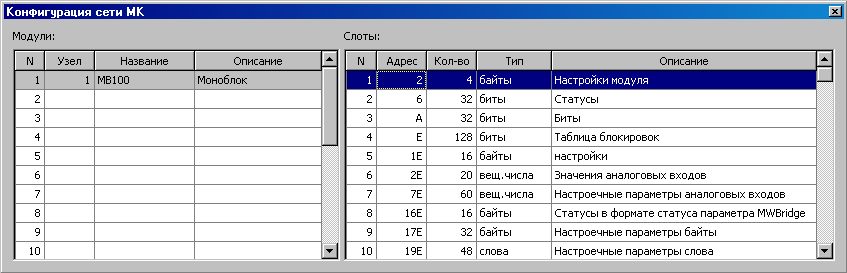 Конфигурация сети МК
Модули:
N Узел Название Описание
1 1 МВ100 Моноблок
2
3
4
5
6
7
8
9
10
Слоты:
N Адрес Кол-во Тип Описание
1 2 4 байты Настройки модуля
2 6 32 биты Статусы
3 A 32 биты Биты
4 E 128 биты Таблица блокировок
5 1E 16 байты настройки
6 2E 20 вещ.числа Значения аналоговых входов
7 7E 60 вещ.числа Настроечные параметры аналоговых входов
8 16E 16 байты Статусы в формате статуса параметра MWBridge
9 17E 32 байты Настроечные параметры байты
10 19E 48 слова Настроечные параметры слова